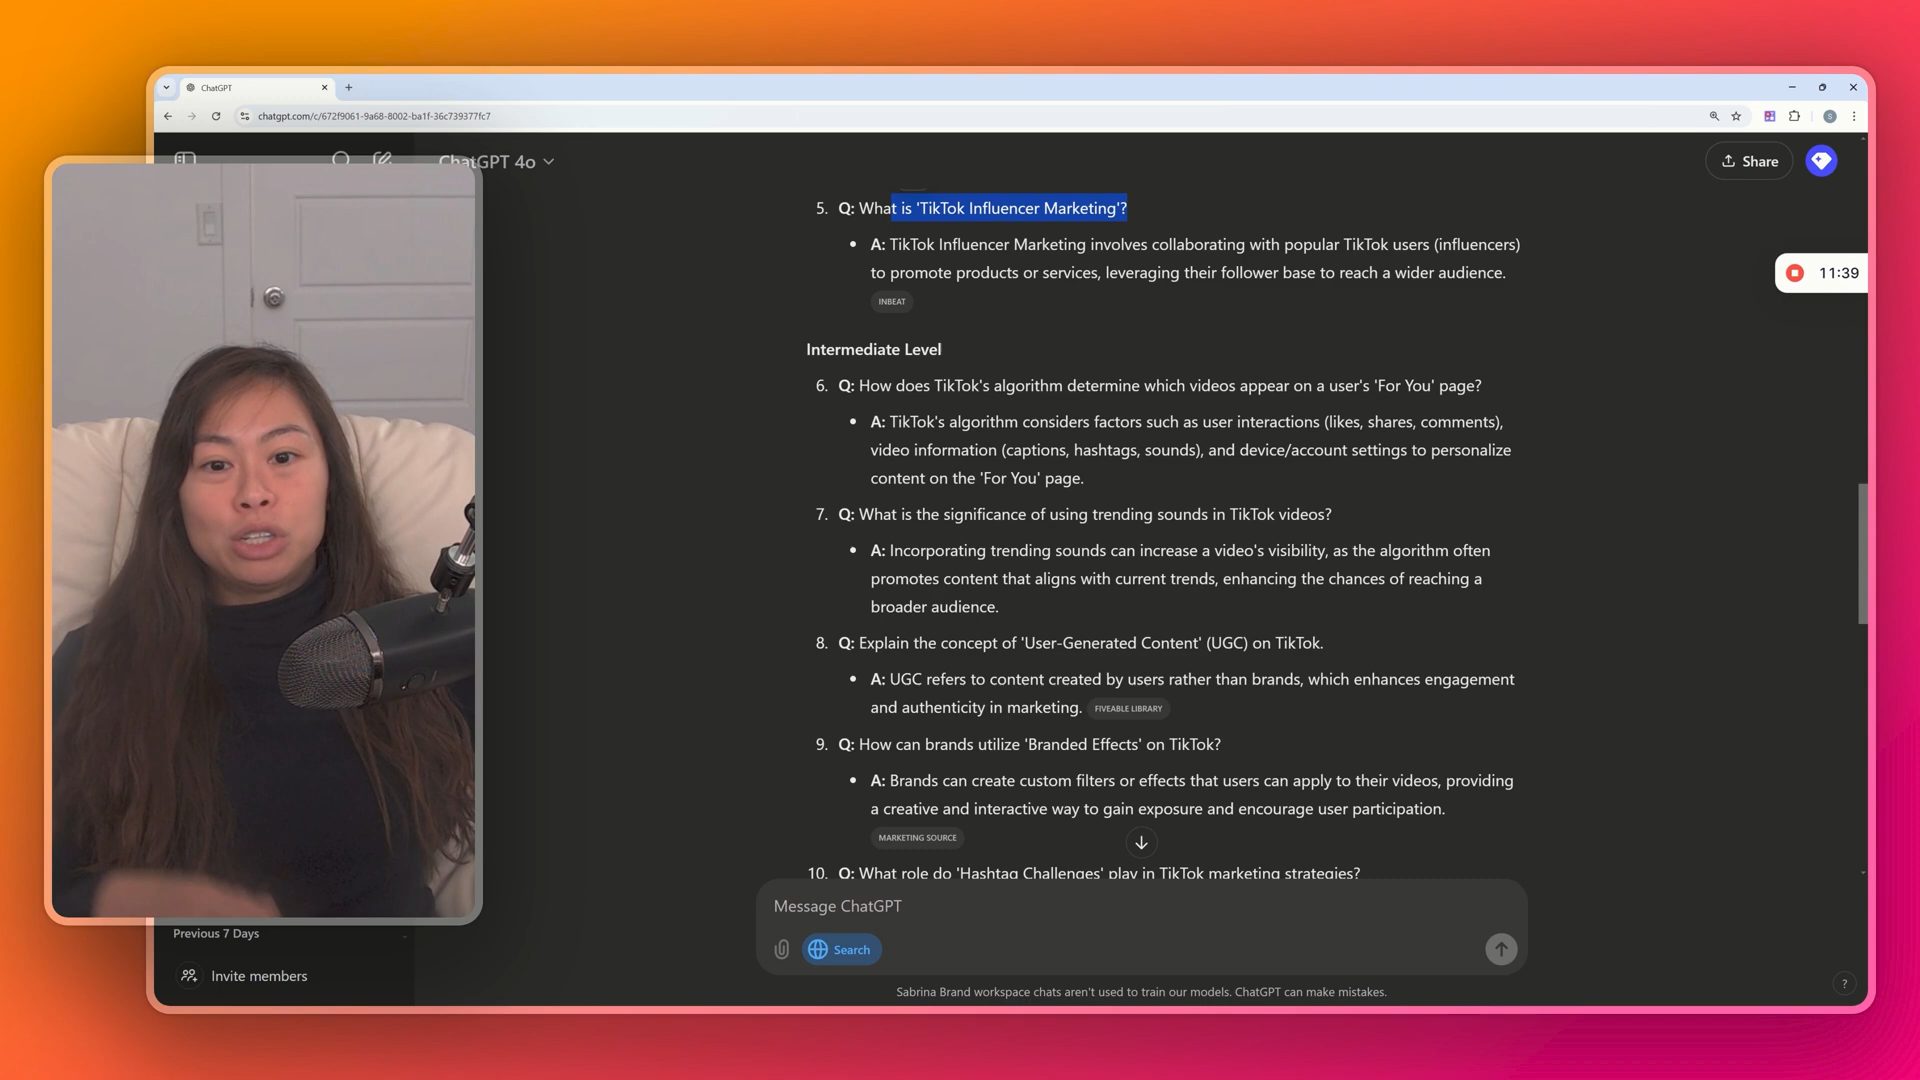 ChatGPT
chatgpt.com/c/672f9061-9a68-8002-ba1f-36c739377fc7
S
ChatGPT 4o
Share
5. Q: What is 'TikTok Influencer Marketing'?
A: TikTok Influencer Marketing involves collaborating with popular TikTok users (influencers)
to promote products or services, leveraging their follower base to reach a wider audience.
INBEAT
11:39
Intermediate Level
6. Q: How does TikTok's algorithm determine which videos appear on a user's 'For You' page?
A: TikTok's algorithm considers factors such as user interactions (likes, shares, comments),
video information (captions, hashtags, sounds), and device/account settings to personalize
content on the 'For You' page.
7. Q: What is the significance of using trending sounds in TikTok videos?
A: Incorporating trending sounds can increase a video's visibility, as the algorithm often
promotes content that aligns with current trends, enhancing the chances of reaching a
broader audience.
8. Q: Explain the concept of 'User-Generated Content' (UGC) on TikTok.
A: UGC refers to content created by users rather than brands, which enhances engagement
and authenticity in marketing. FIVEABLE LIBRARY
9. Q: How can brands utilize 'Branded Effects' on TikTok?
A: Brands can create custom filters or effects that users can apply to their videos, providing
a creative and interactive way to gain exposure and encourage user participation.
MARKETING SOURCE
10. Q: What role do 'Hashtag Challenges' play in TikTok marketing strategies?
Message ChatGPT
Search
Previous 7 Days
Invite members
Sabrina Brand workspace chats aren't used to train our models. ChatGPT can make mistakes.
?